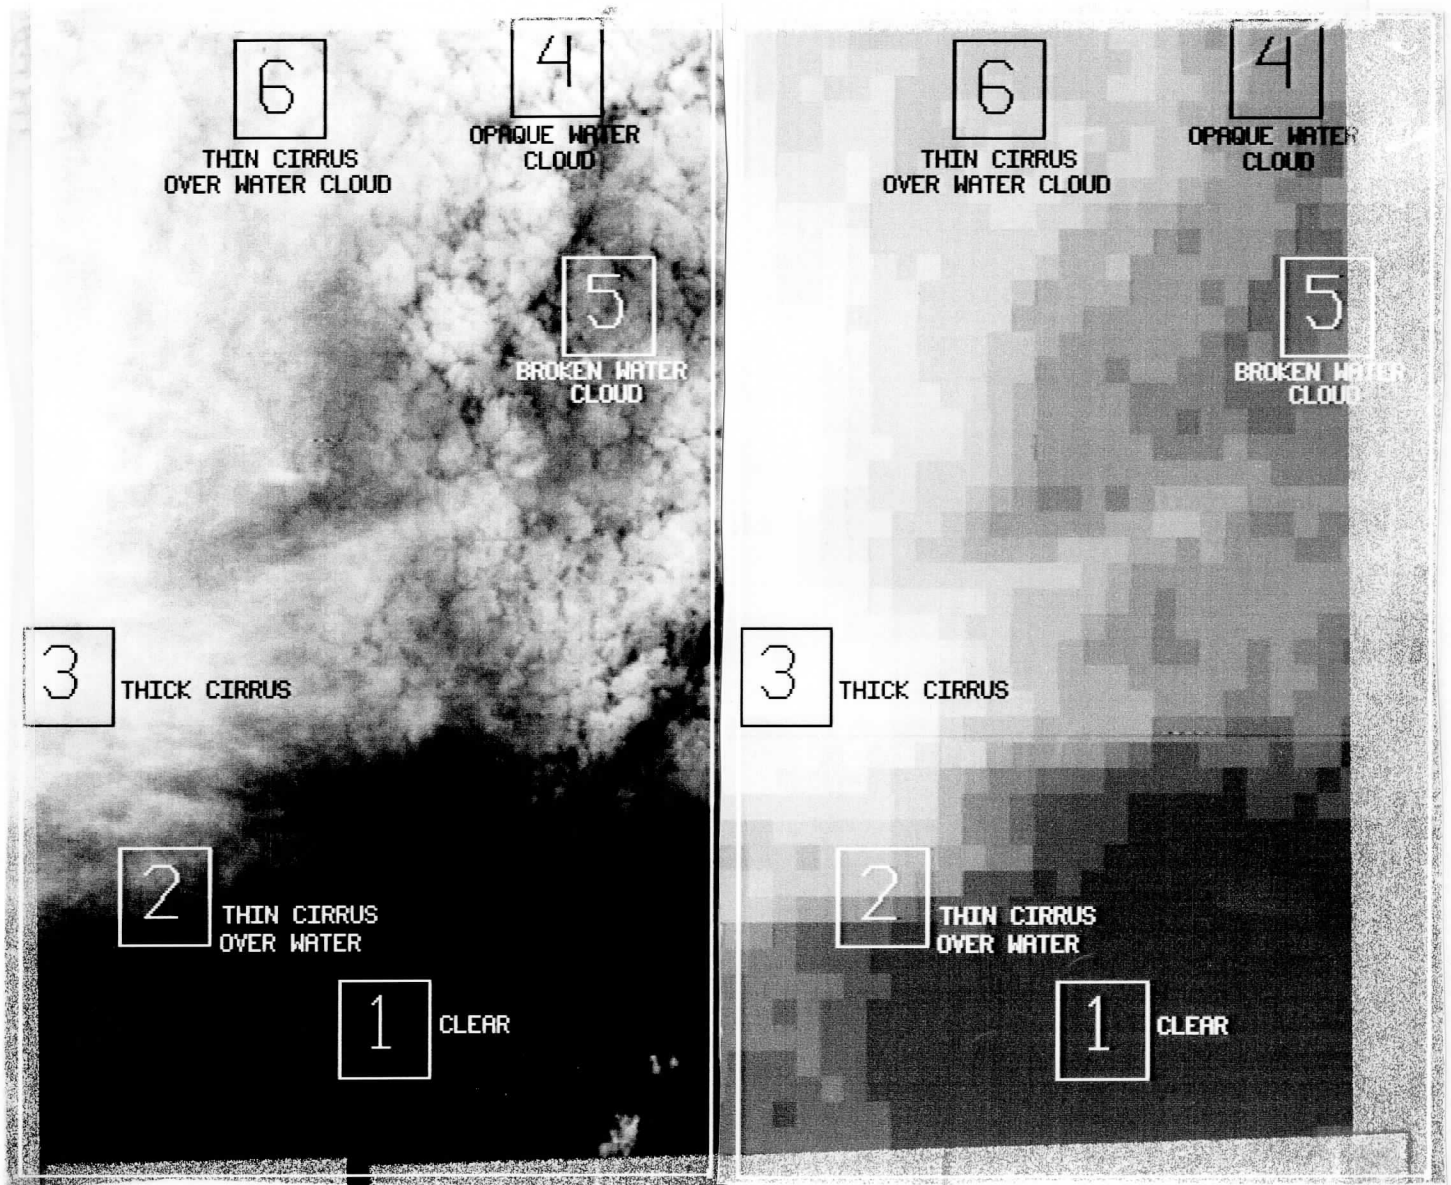 6
THIN CIRRUS
OVER WATER CLOUD
4
OPAQUE WATER
CLOUD
5
BROKEN WATER
CLOUD
3
THICK CIRRUS
2
THIN CIRRUS
OVER WATER
1
CLEAR
6
THIN CIRRUS
OVER WATER CLOUD
4
OPAQUE WATER
CLOUD
5
BROKEN WATER
CLOUD
3
THICK CIRRUS
2
THIN CIRRUS
OVER WATER
1
CLEAR